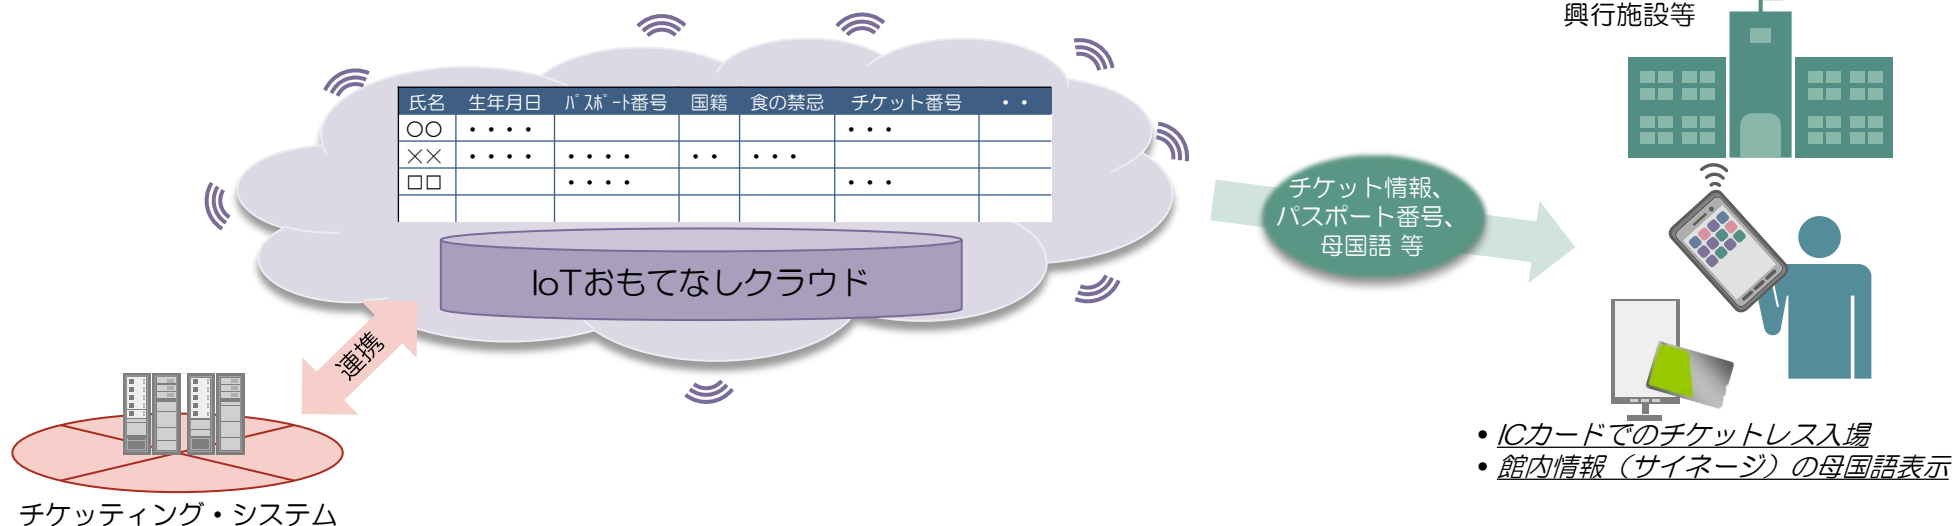 興行施設等
氏名 生年月日 パスポート番号 国籍 食の禁忌 チケット番号 ・・
○○ ・・・・ ・・・
×× ・・・・ ・・・・ ・・ ・・・
□□ ・・・・ ・・・
IoTおもてなしクラウド
チケット情報、
パスポート番号、
母国語 等
連携
チケッティング・システム
• ICカードでのチケットレス入場
• 館内情報（サイネージ）の母国語表示